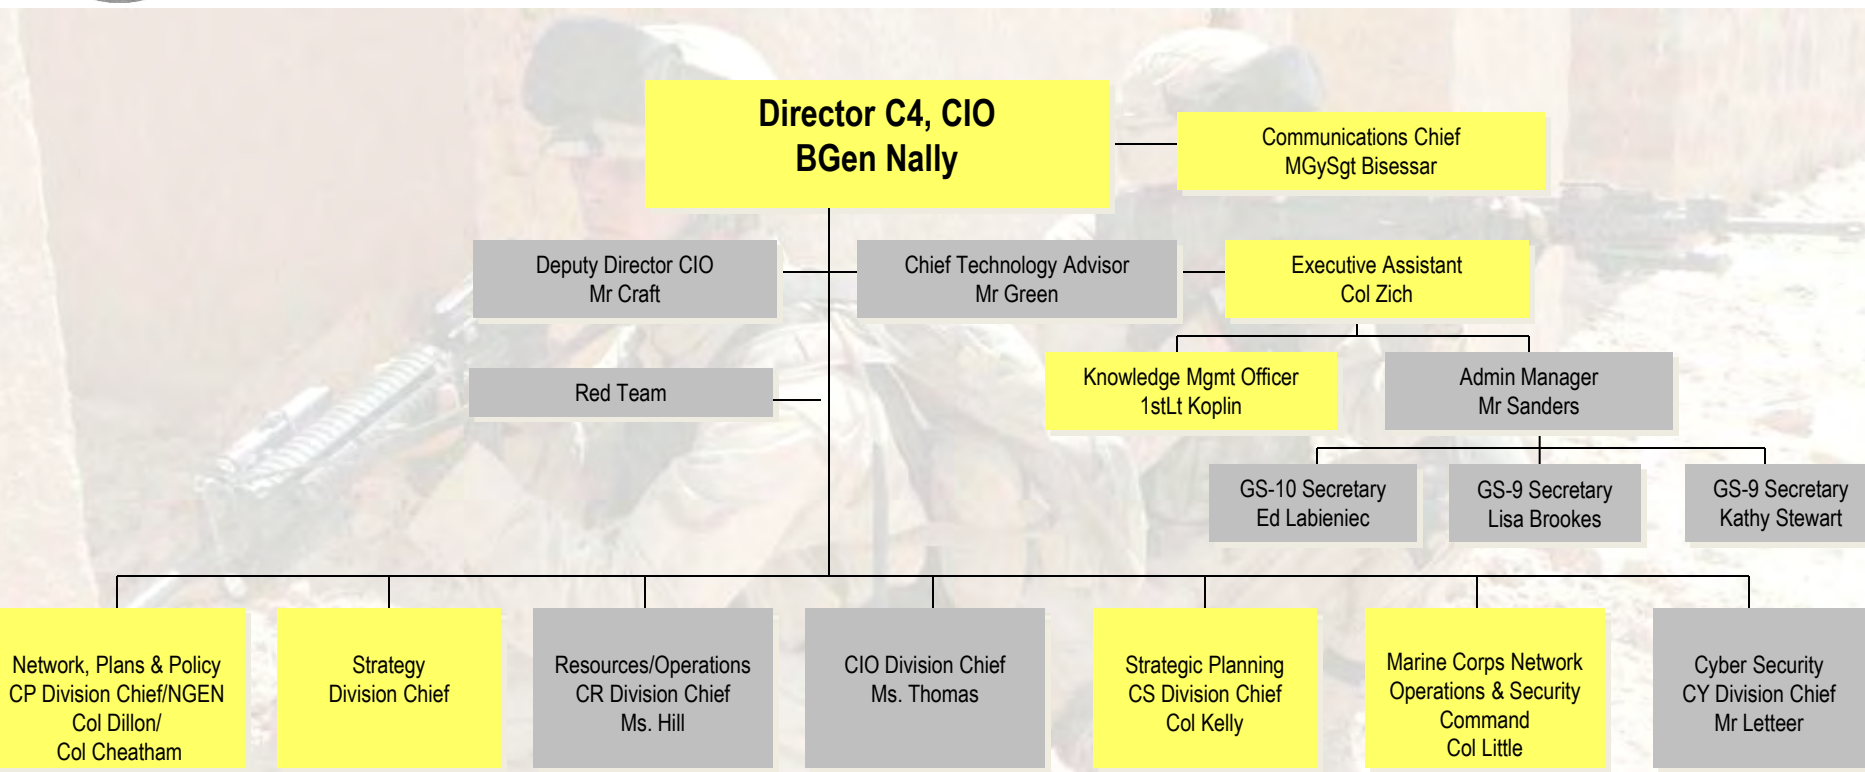 Director C4, CIO
BGen Nally
Communications Chief
MGySgt Bisessar
Deputy Director CIO
Mr Craft
Chief Technology Advisor
Mr Green
Executive Assistant
Col Zich
Red Team
Knowledge Mgmt Officer
1stLt Koplin
Admin Manager
Mr Sanders
GS-10 Secretary
Ed Labieniec
GS-9 Secretary
Lisa Brookes
GS-9 Secretary
Kathy Stewart
Network, Plans & Policy
CP Division Chief/NGEN
Col Dillon/
Col Cheatham
Strategy
Division Chief
Resources/Operations
CR Division Chief
Ms. Hill
CIO Division Chief
Ms. Thomas
Strategic Planning
CS Division Chief
Col Kelly
Marine Corps Network
Operations & Security
Command
Col Little
Cyber Security
CY Division Chief
Mr Letteer